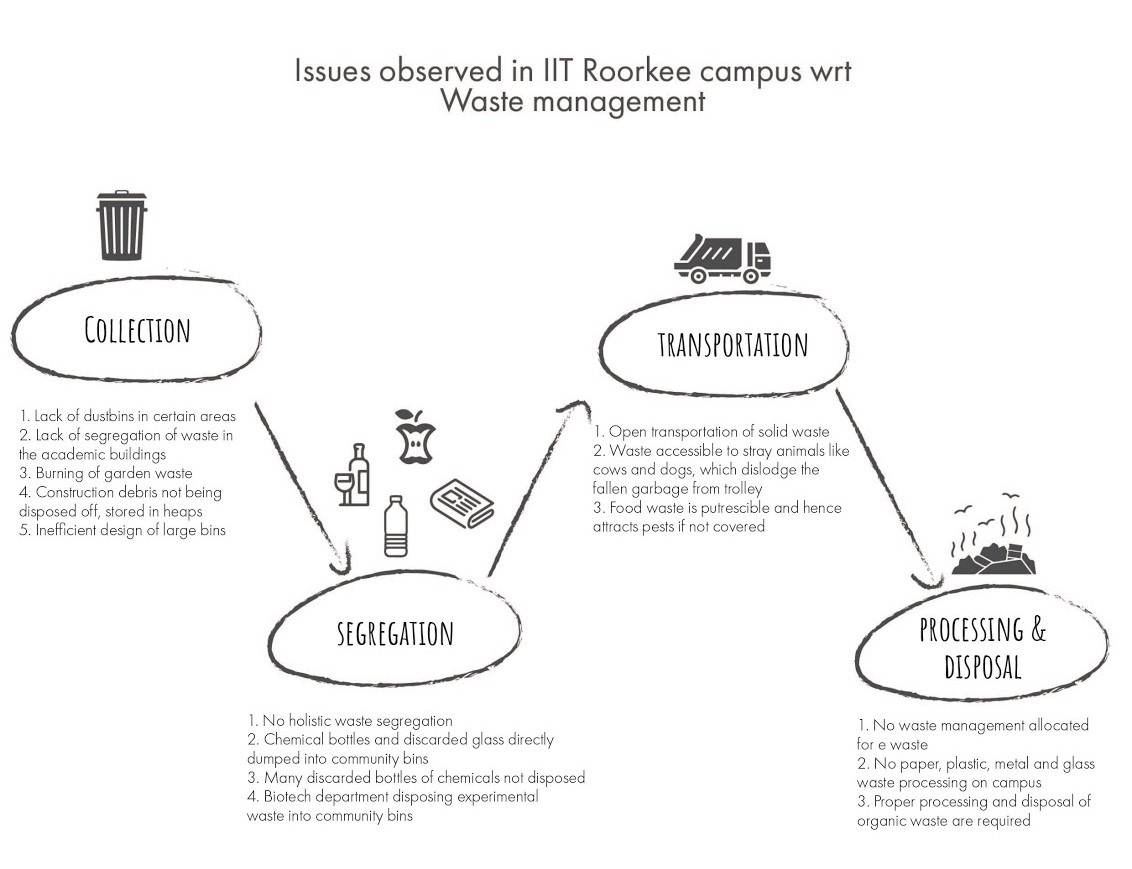 Issues observed in IIT Roorkee campus wrt
Waste management
Collection
1. Lack of dustbins in certain areas
2. Lack of segregation of waste in
the academic buildings
3. Burning of garden waste
4. Construction debris not being
disposed off, stored in heaps
5. Inefficient design of large bins
SEGREGATION
1. No holistic waste segregation
2. Chemical bottles and discarded glass directly
dumped into community bins
3. Many discarded bottles of chemicals not disposed
4. Biotech department disposing experimental
waste into community bins
TRANSPORTATION
1. Open transportation of solid waste
2. Waste accessible to stray animals like
cows and dogs, which dislodge the
fallen garbage from trolley
3. Food waste is putrescible and hence
attracts pests if not covered
PROCESSING &
DISPOSAL
1. No waste management allocated
for e waste
2. No paper, plastic, metal and glass
waste processing on campus
3. Proper processing and disposal of
organic waste are required